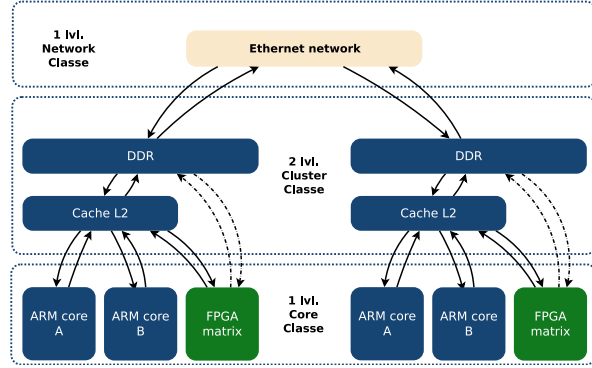 1 lvl.
Network
Classe
Ethernet network
DDR
2 lvl.
Cluster
Classe
DDR
Cache L2
Cache L2
ARM core
A
ARM core
B
FPGA
matrix
1 lvl.
Core
Classe
ARM core
A
ARM core
B
FPGA
matrix